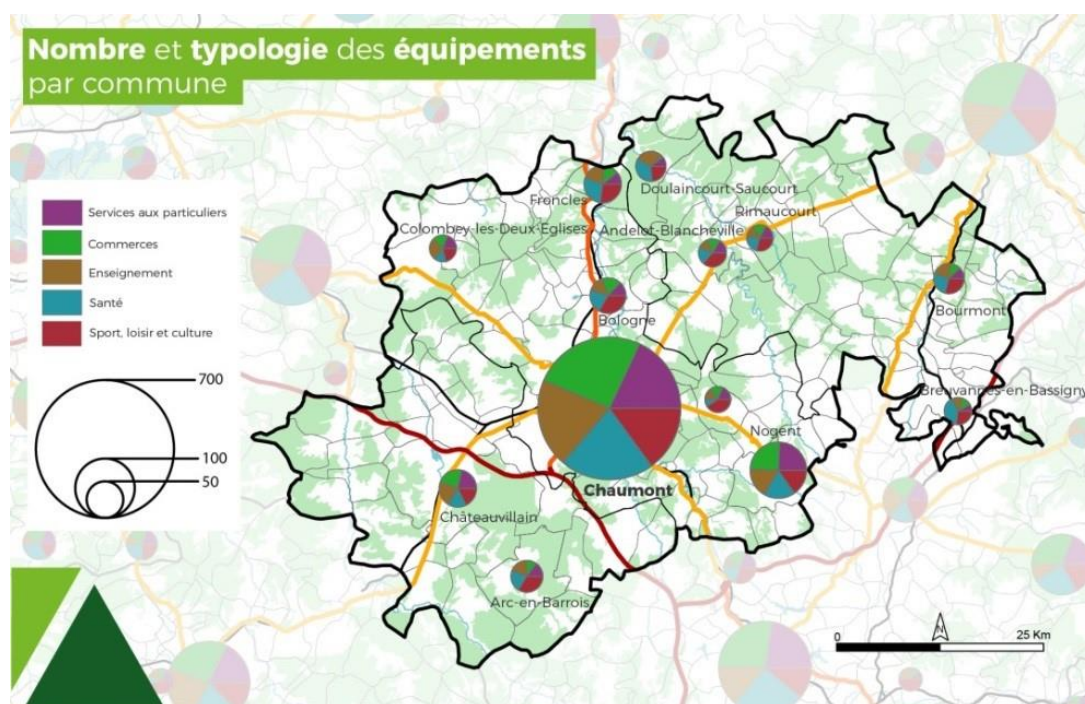 Nombre et typologie des équipements
par commune
Services aux particuliers
Commerces
Enseignement
Santé
Sport, loisir et culture
700
100
50
Froncles
Doulaincourt-Saucourt
Rimaucourt
Colombey-les-Deux-Eglises
Andelot-Blancheville
Bologne
Bourmont
Breuvannes-en-Bassigny
Nogent
Chaumont
Châteauvillain
Arc-en-Barrois
0
N
25 Km